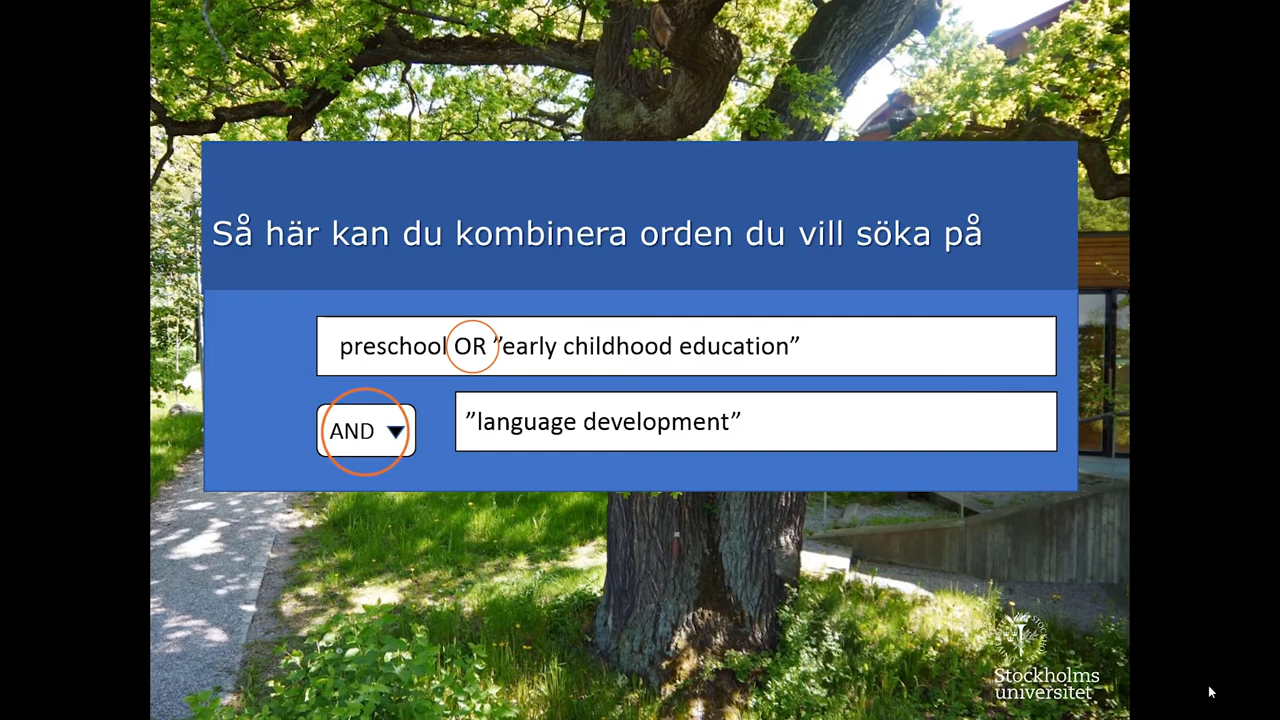 Så här kan du kombinera orden du vill söka på
preschool OR ”early childhood education”
AND
”language development”
Stockholms
universitet